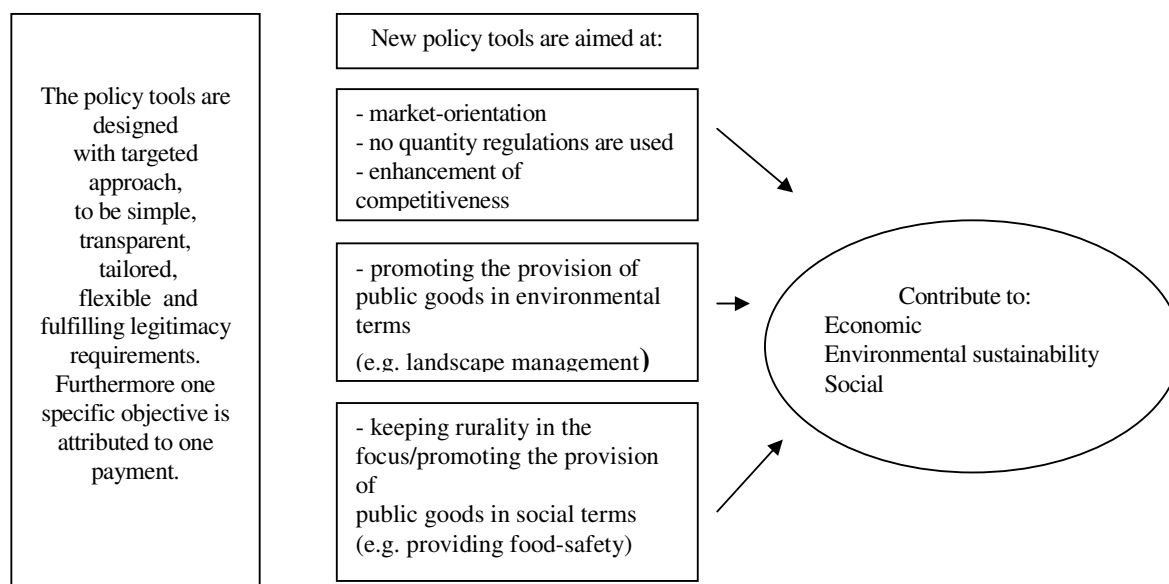 The policy tools are
designed
with targeted
approach,
to be simple,
transparent,
tailored,
flexible and
fulfilling legitimacy
requirements.
Furthermore one
specific objective is
attributed to one
payment.
New policy tools are aimed at:
- market-orientation
- no quantity regulations are used
- enhancement of
competitiveness
- promoting the provision of
public goods in environmental
terms
(e.g. landscape management)
- keeping rurality in the
focus/promoting the provision
of
public goods in social terms
(e.g. providing food-safety)
Contribute to:
Economic
Environmental sustainability
Social